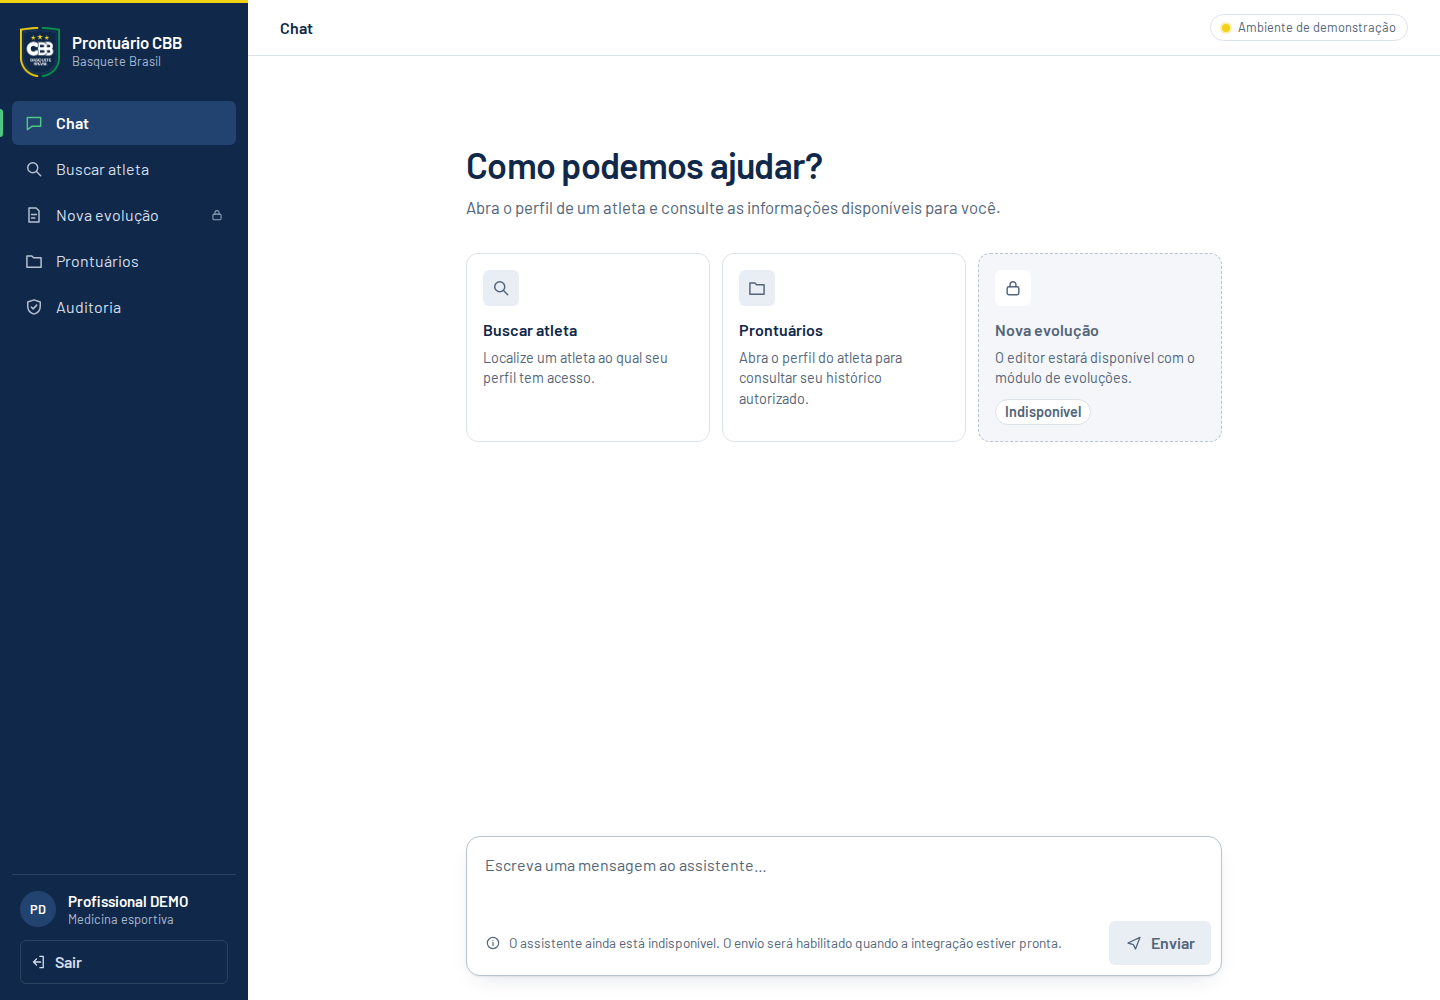 CBB
BASQUETE
BRASIL
Prontuário CBB
Basquete Brasil
Chat
Buscar atleta
Nova evolução
Prontuários
Auditoria
Profissional DEMO
PD
Medicina esportiva
Sair
Chat
Ambiente de demonstração
Como podemos ajudar?
Abra o perfil de um atleta e consulte as informações disponíveis para você.
Buscar atleta
Localize um atleta ao qual seu
perfil tem acesso.
Prontuários
Abra o perfil do atleta para
consultar seu histórico
autorizado.
Nova evolução
O editor estará disponível com o
módulo de evoluções.
Indisponível
Escreva uma mensagem ao assistente...
O assistente ainda está indisponível. O envio será habilitado quando a integração estiver pronta.
Enviar